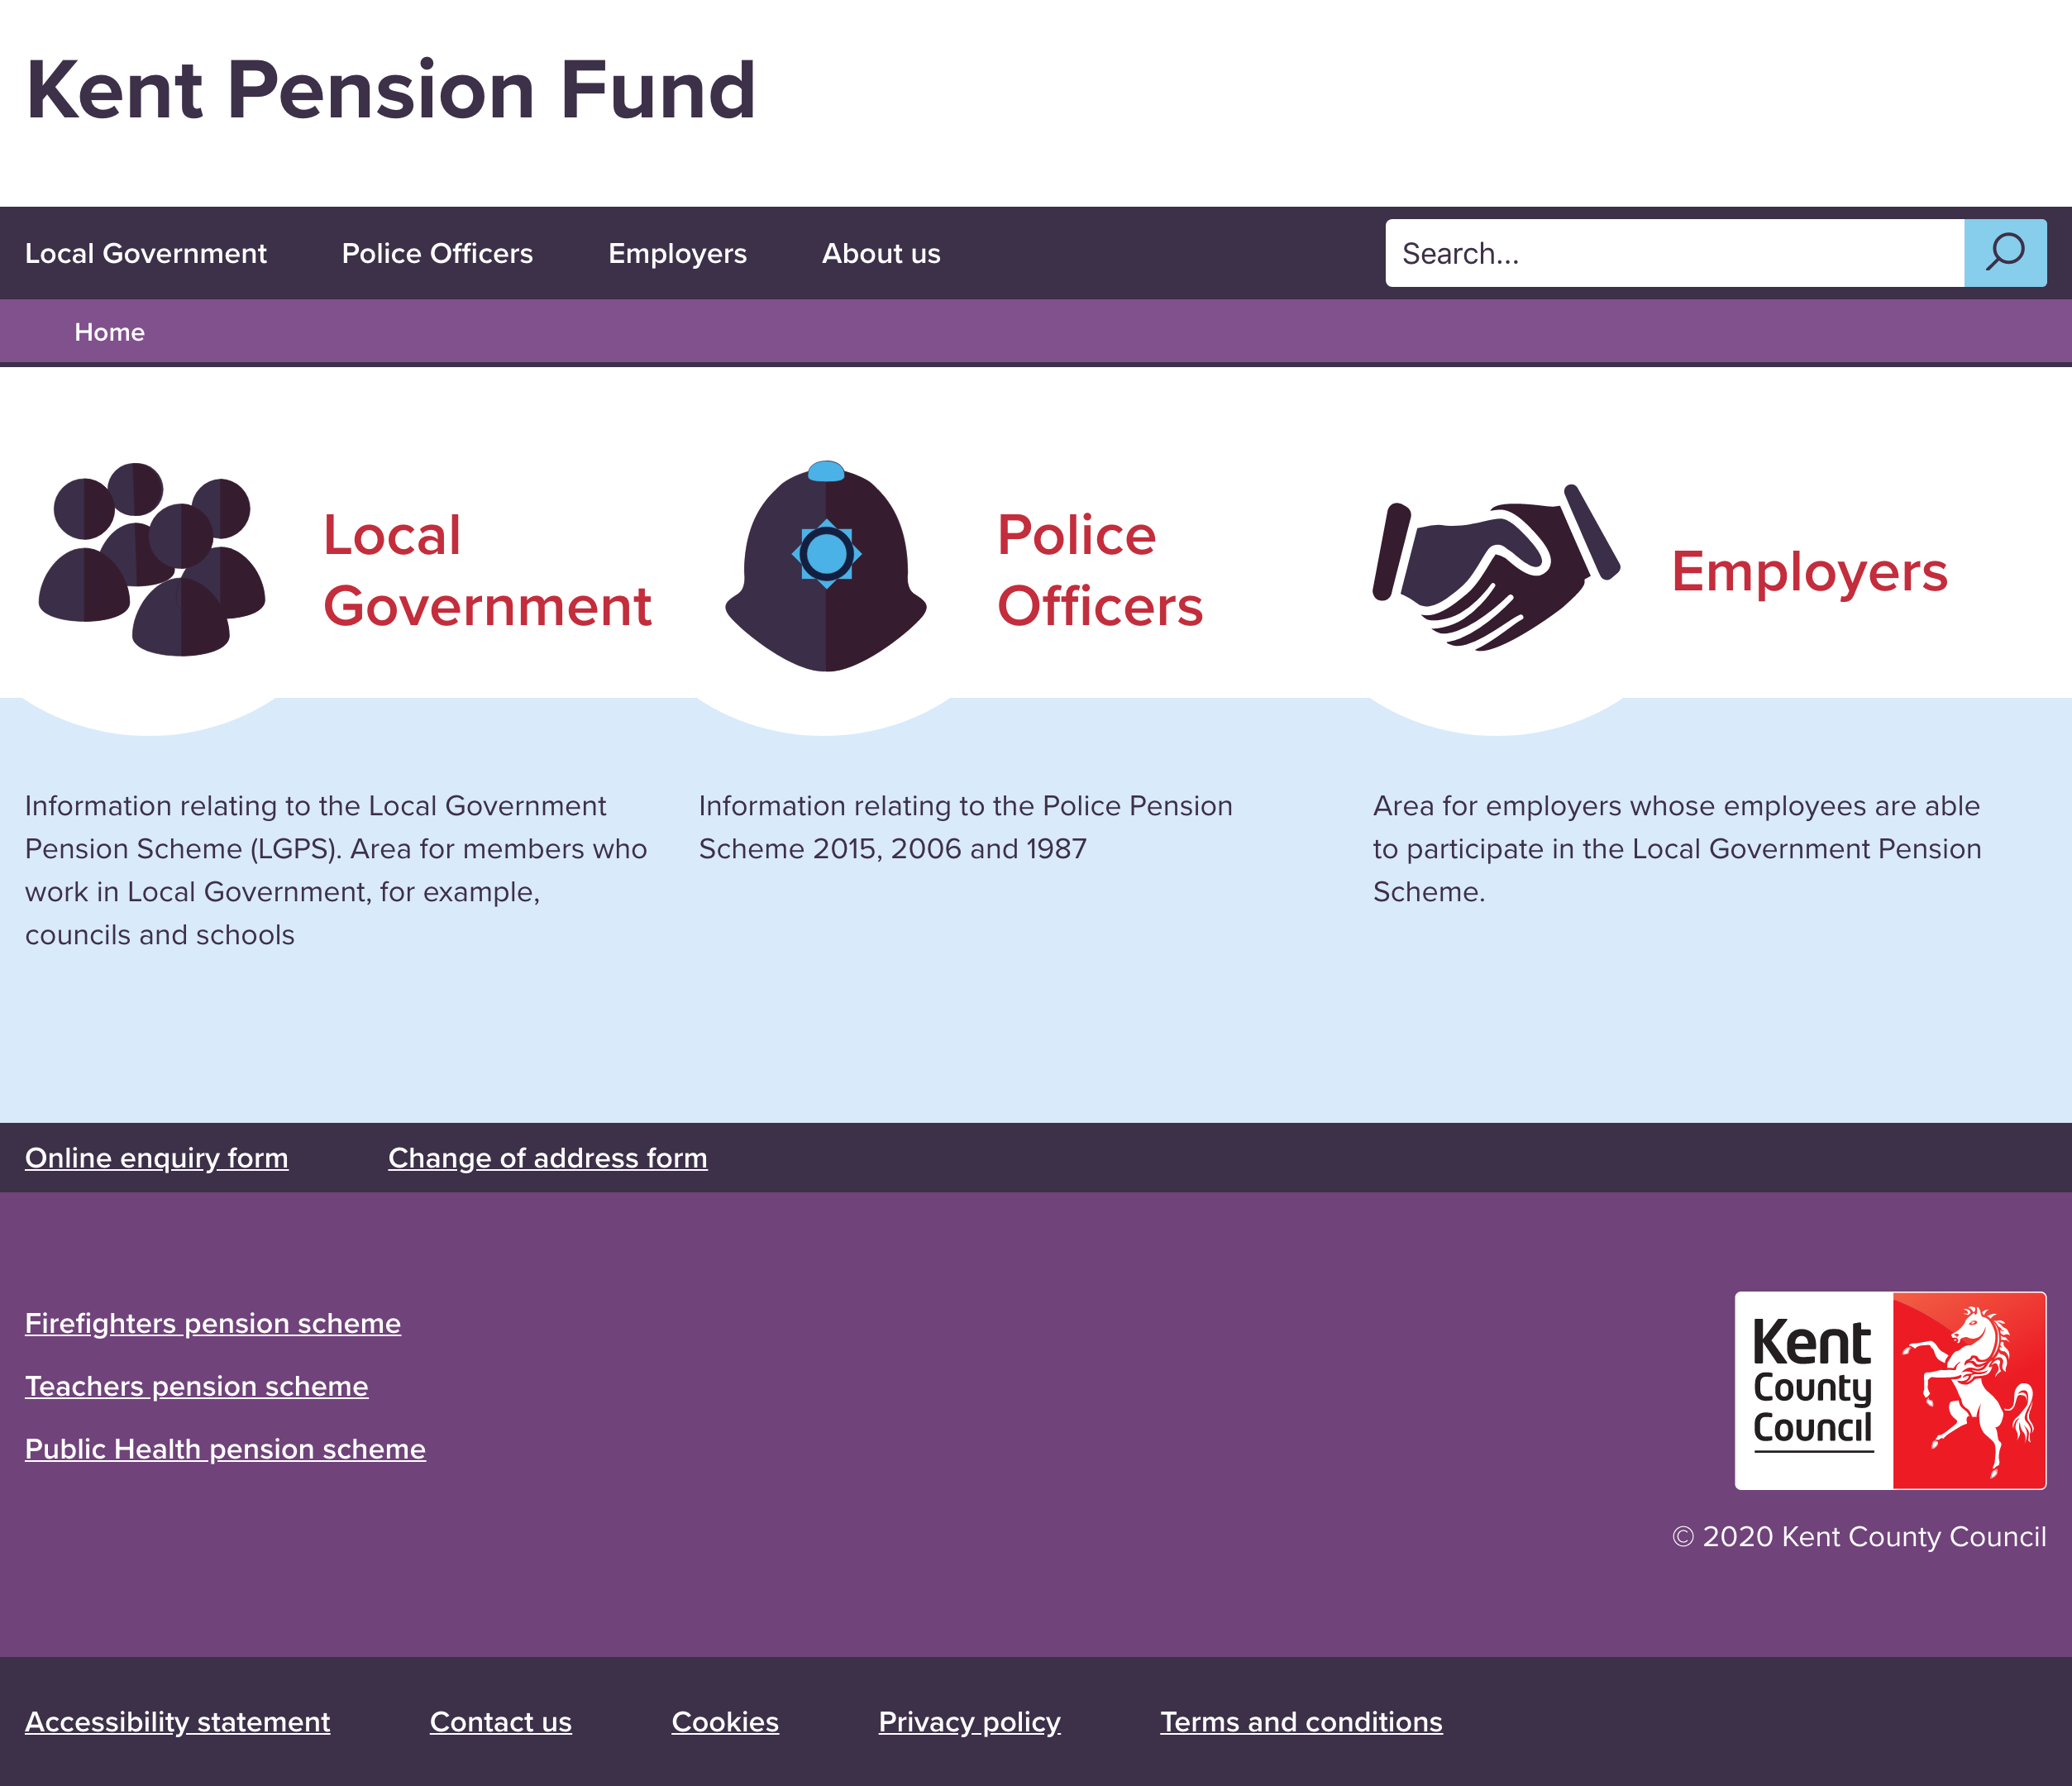 Kent Pension Fund
Local Government Police Officers Employers About us Search...
Home
Local
Government
Police
Officers
Employers
Information relating to the Local Government
Pension Scheme (LGPS). Area for members who
work in Local Government, for example,
councils and schools
Information relating to the Police Pension
Scheme 2015, 2006 and 1987
Area for employers whose employees are able
to participate in the Local Government Pension
Scheme.
Online enquiry form Change of address form
Firefighters pension scheme
Teachers pension scheme
Public Health pension scheme
Kent
County
Council
© 2020 Kent County Council
Accessibility statement Contact us Cookies Privacy policy Terms and conditions